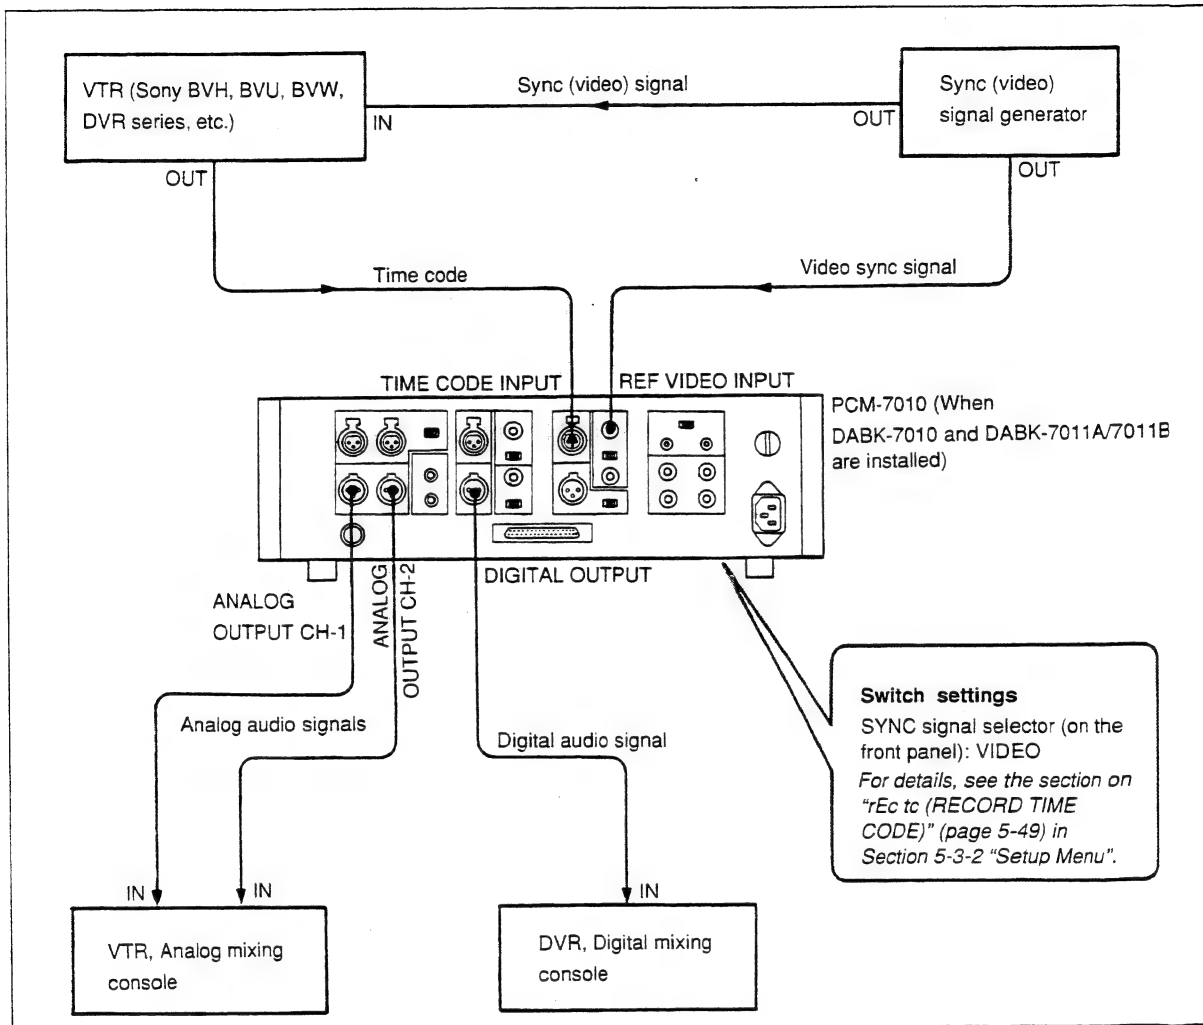 VTR (Sony BVH, BVU, BVW,
DVR series, etc.)
IN
Sync (video) signal
OUT
Sync (video)
signal generator
OUT
OUT
Time code
Video sync signal
TIME CODE INPUT
REF VIDEO INPUT
PCM-7010 (When
DABK-7010 and DABK-7011A/7011B
are installed)
DIGITAL OUTPUT
ANALOG
OUTPUT CH-1
ANALOG
OUTPUT CH-2
Analog audio signals
Digital audio signal
Switch settings
SYNC signal selector (on the
front panel): VIDEO
For details, see the section on
"rEc tc (RECORD TIME
CODE)" (page 5-49) in
Section 5-3-2 "Setup Menu".
IN
IN
IN
VTR, Analog mixing
console
DVR, Digital mixing
console